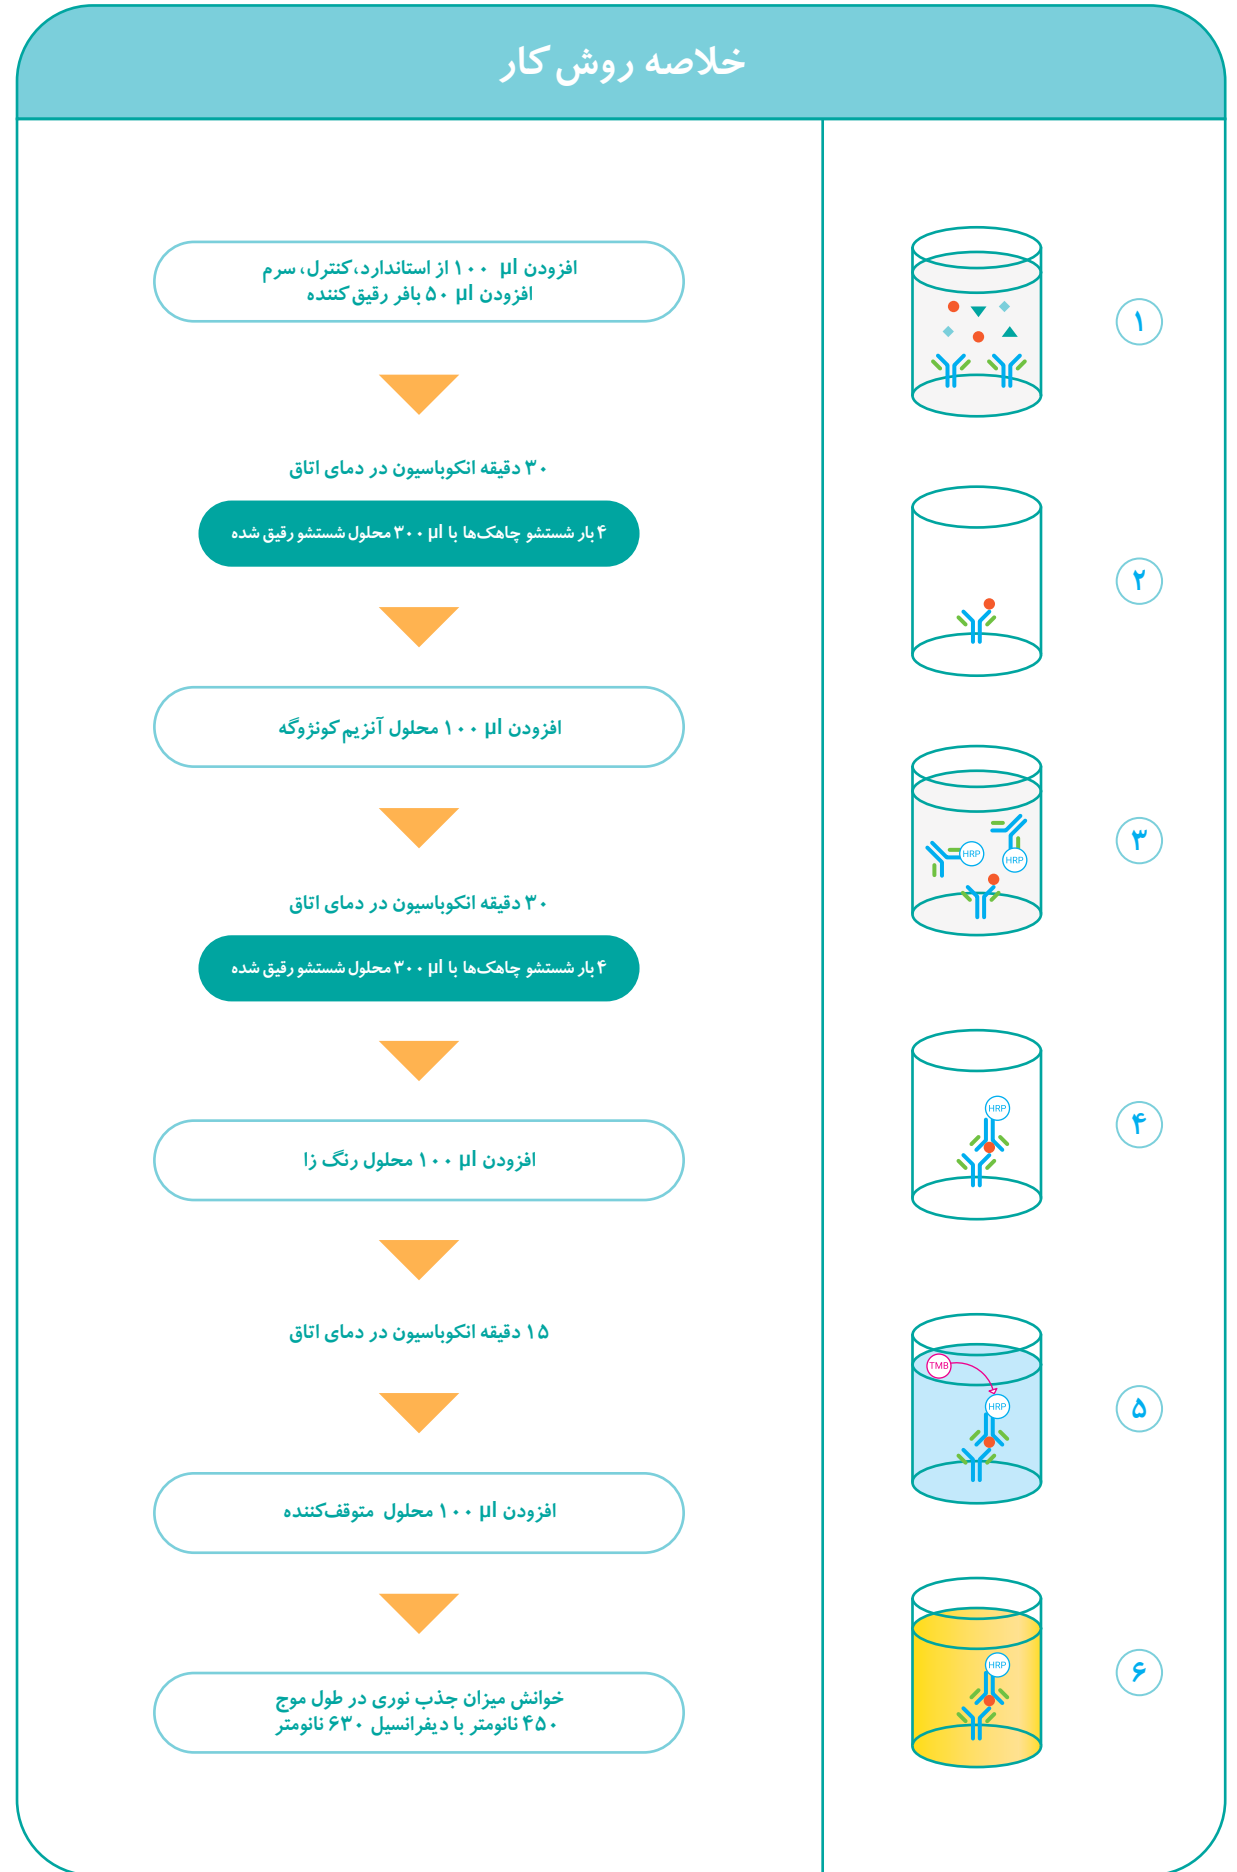 خلاصه روش کار
افزودن ۱۰۰ µl از استاندارد، کنترل، سرم
افزودن ۵۰ µl بافر رقیق کننده
۳۰ دقیقه انکوباسیون در دمای اتاق
۴ بار شستشو چاهک‌ها با ۳۰۰ µl محلول شستشو رقیق شده
افزودن ۱۰۰ µl محلول آنزیم کونژوگه
۳۰ دقیقه انکوباسیون در دمای اتاق
۴ بار شستشو چاهک‌ها با ۳۰۰ µl محلول شستشو رقیق شده
افزودن ۱۰۰ µl محلول رنگ زا
۱۵ دقیقه انکوباسیون در دمای اتاق
افزودن ۱۰۰ µl محلول متوقف‌کننده
خوانش میزان جذب نوری در طول موج
۴۵۰ نانومتر با دیفرانسیل ۶۳۰ نانومتر
۱
۲
۳
HRP
HRP
۴
HRP
۵
TMB
HRP
۶
HRP